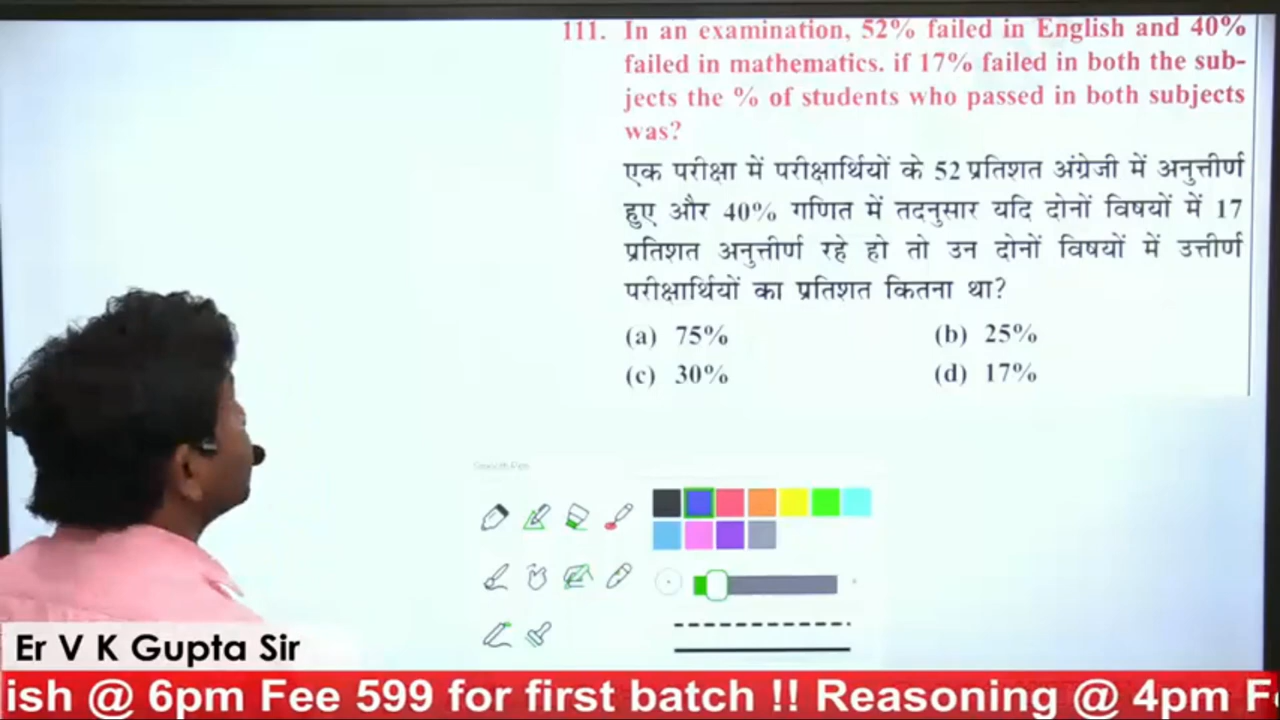 111. In an examination, 52% failed in English and 40%
failed in mathematics. if 17% failed in both the sub-
jects the % of students who passed in both subjects
was?
एक परीक्षा में परीक्षार्थियों के 52 प्रतिशत अंग्रेजी में अनुत्तीर्ण
हुए और 40% गणित में तदनुसार यदि दोनों विषयों में 17
प्रतिशत अनुत्तीर्ण रहे हो तो उन दोनों विषयों में उत्तीर्ण
परीक्षार्थियों का प्रतिशत कितना था?
(a) 75% (b) 25%
(c) 30% (d) 17%
Smooth Pen
Er V K Gupta Sir
ish @ 6pm Fee 599 for first batch !! Reasoning @ 4pm F